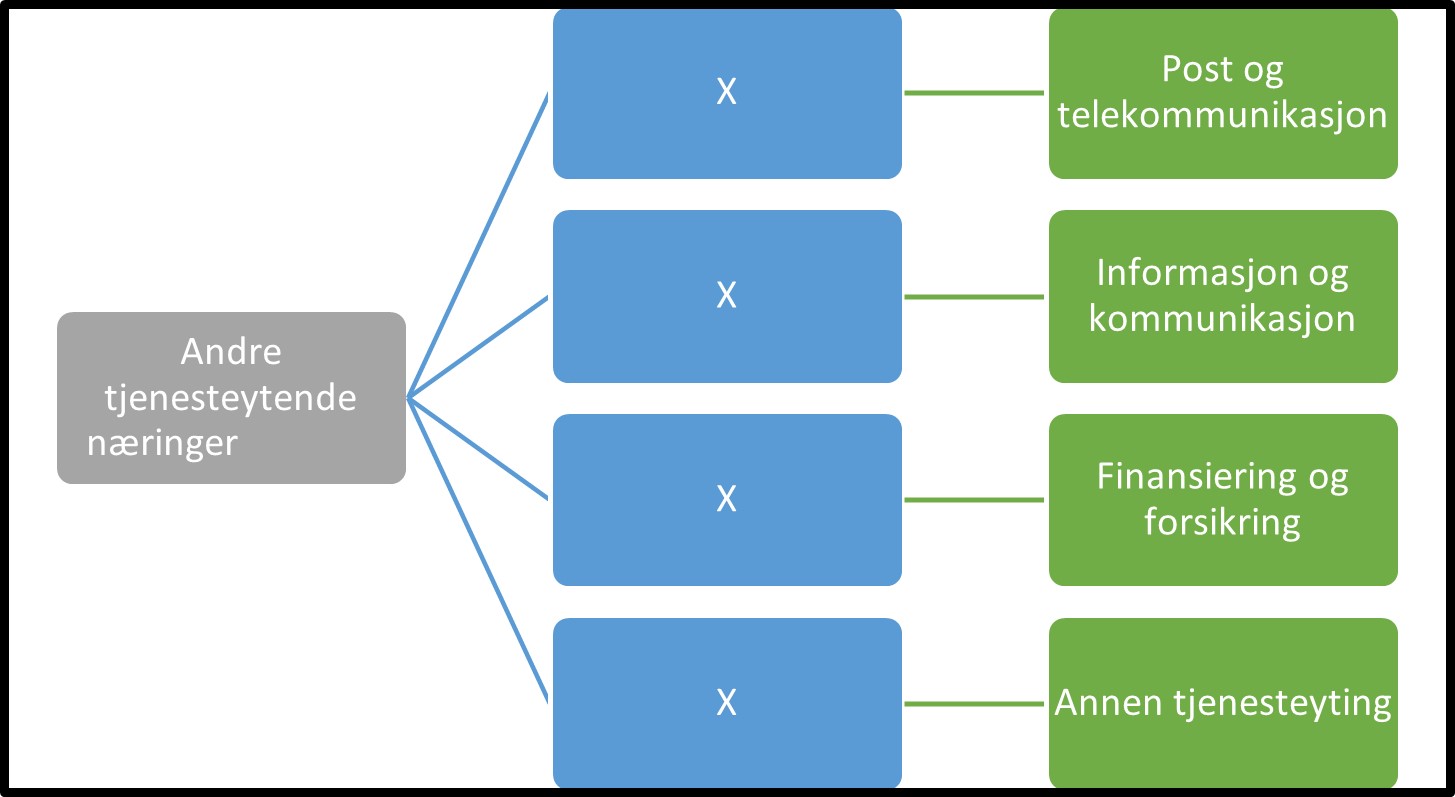 Andre
tjenesteytende
næringer
X
Post og
telekommunikasjon
X
Informasjon og
kommunikasjon
X
Finansiering og
forsikring
X
Annen tjenesteyting